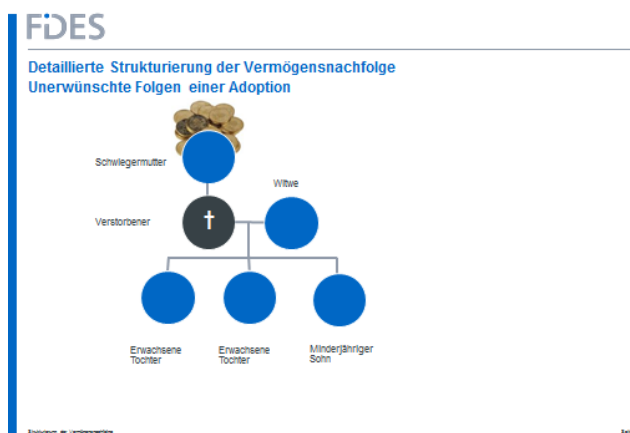 FIDES
Detaillierte Strukturierung der Vermögensnachfolge
Unerwünschte Folgen einer Adoption
Schwiegermutter
Witwe
Verstorbener
Erwachsene
Tochter
Erwachsene
Tochter
Minderjähriger
Sohn